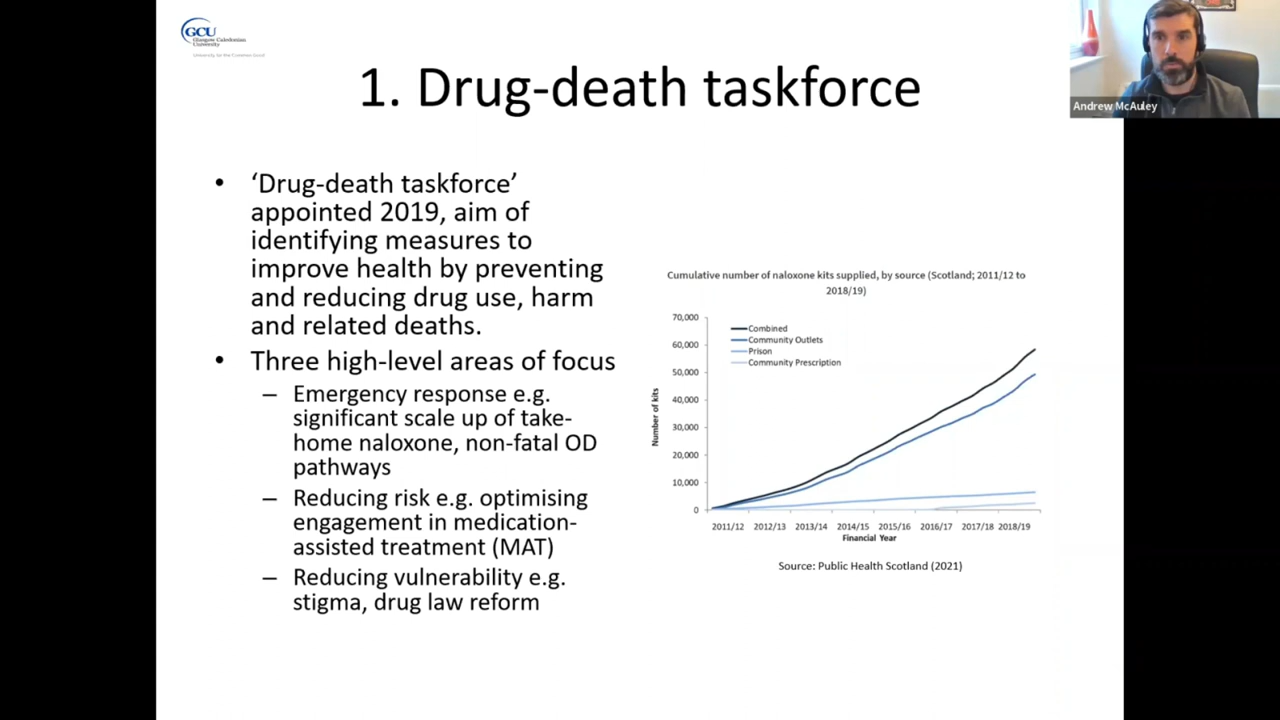 GCU
Glasgow Caledonian
University
University for the Common Good
1. Drug-death taskforce
Andrew McAuley
• ‘Drug-death taskforce’
appointed 2019, aim of
identifying measures to
improve health by preventing
and reducing drug use, harm
and related deaths.
• Three high-level areas of focus
– Emergency response e.g.
significant scale up of take-
home naloxone, non-fatal OD
pathways
– Reducing risk e.g. optimising
engagement in medication-
assisted treatment (MAT)
– Reducing vulnerability e.g.
stigma, drug law reform
Cumulative number of naloxone kits supplied, by source (Scotland; 2011/12 to
2018/19)
Number of kits
70,000
60,000
50,000
40,000
30,000
20,000
10,000
-
Combined
Community Outlets
Prison
Community Prescription
2011/12 2012/13 2013/14 2014/15 2015/16 2016/17 2017/18 2018/19
Financial Year
Source: Public Health Scotland (2021)